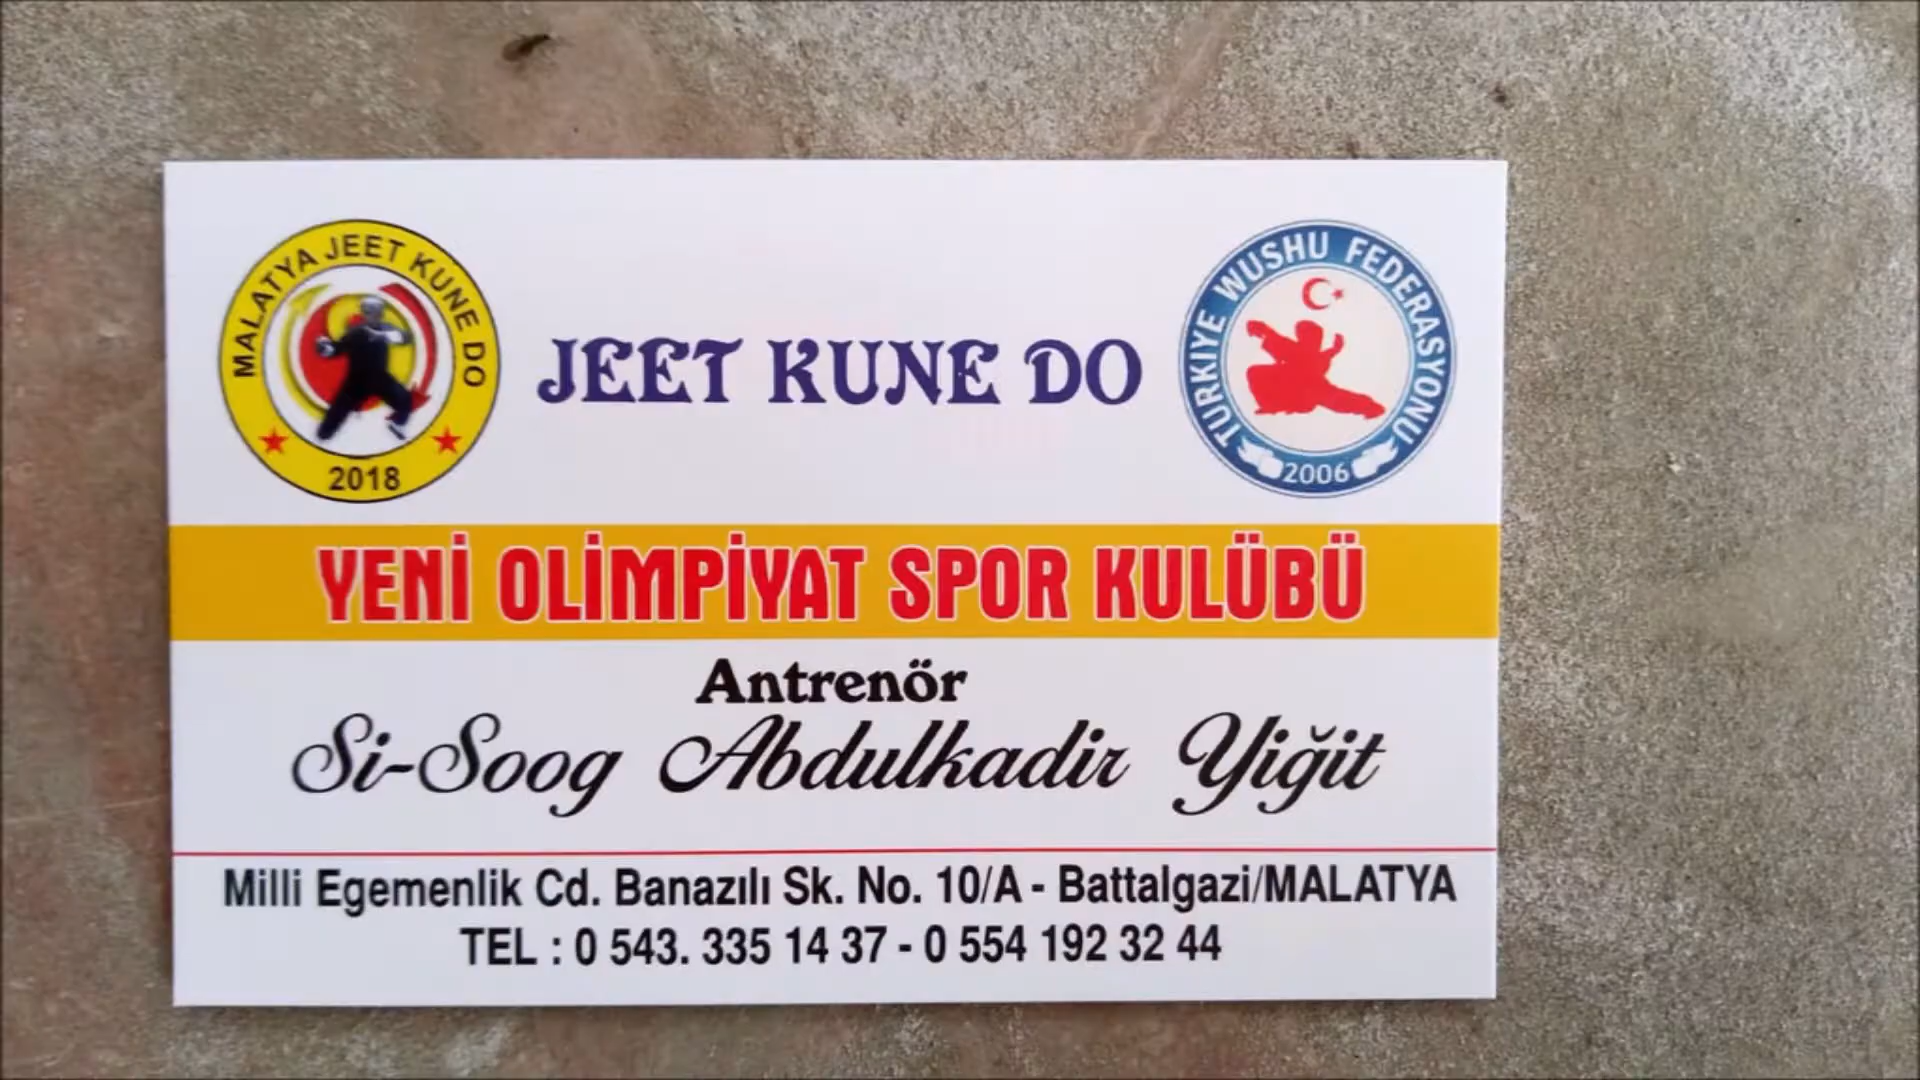 MALATYA JEET KUNE DO
2018
JEET KUNE DO
TURKIYE WUSHU FEDERASYONU
2006
YENİ OLİMPİYAT SPOR KULÜBÜ
Antrenör
Si-Soog Abdulkadir Yiğit
Milli Egemenlik Cd. Banazılı Sk. No. 10/A - Battalgazi/MALATYA
TEL : 0 543. 335 14 37 - 0 554 192 32 44